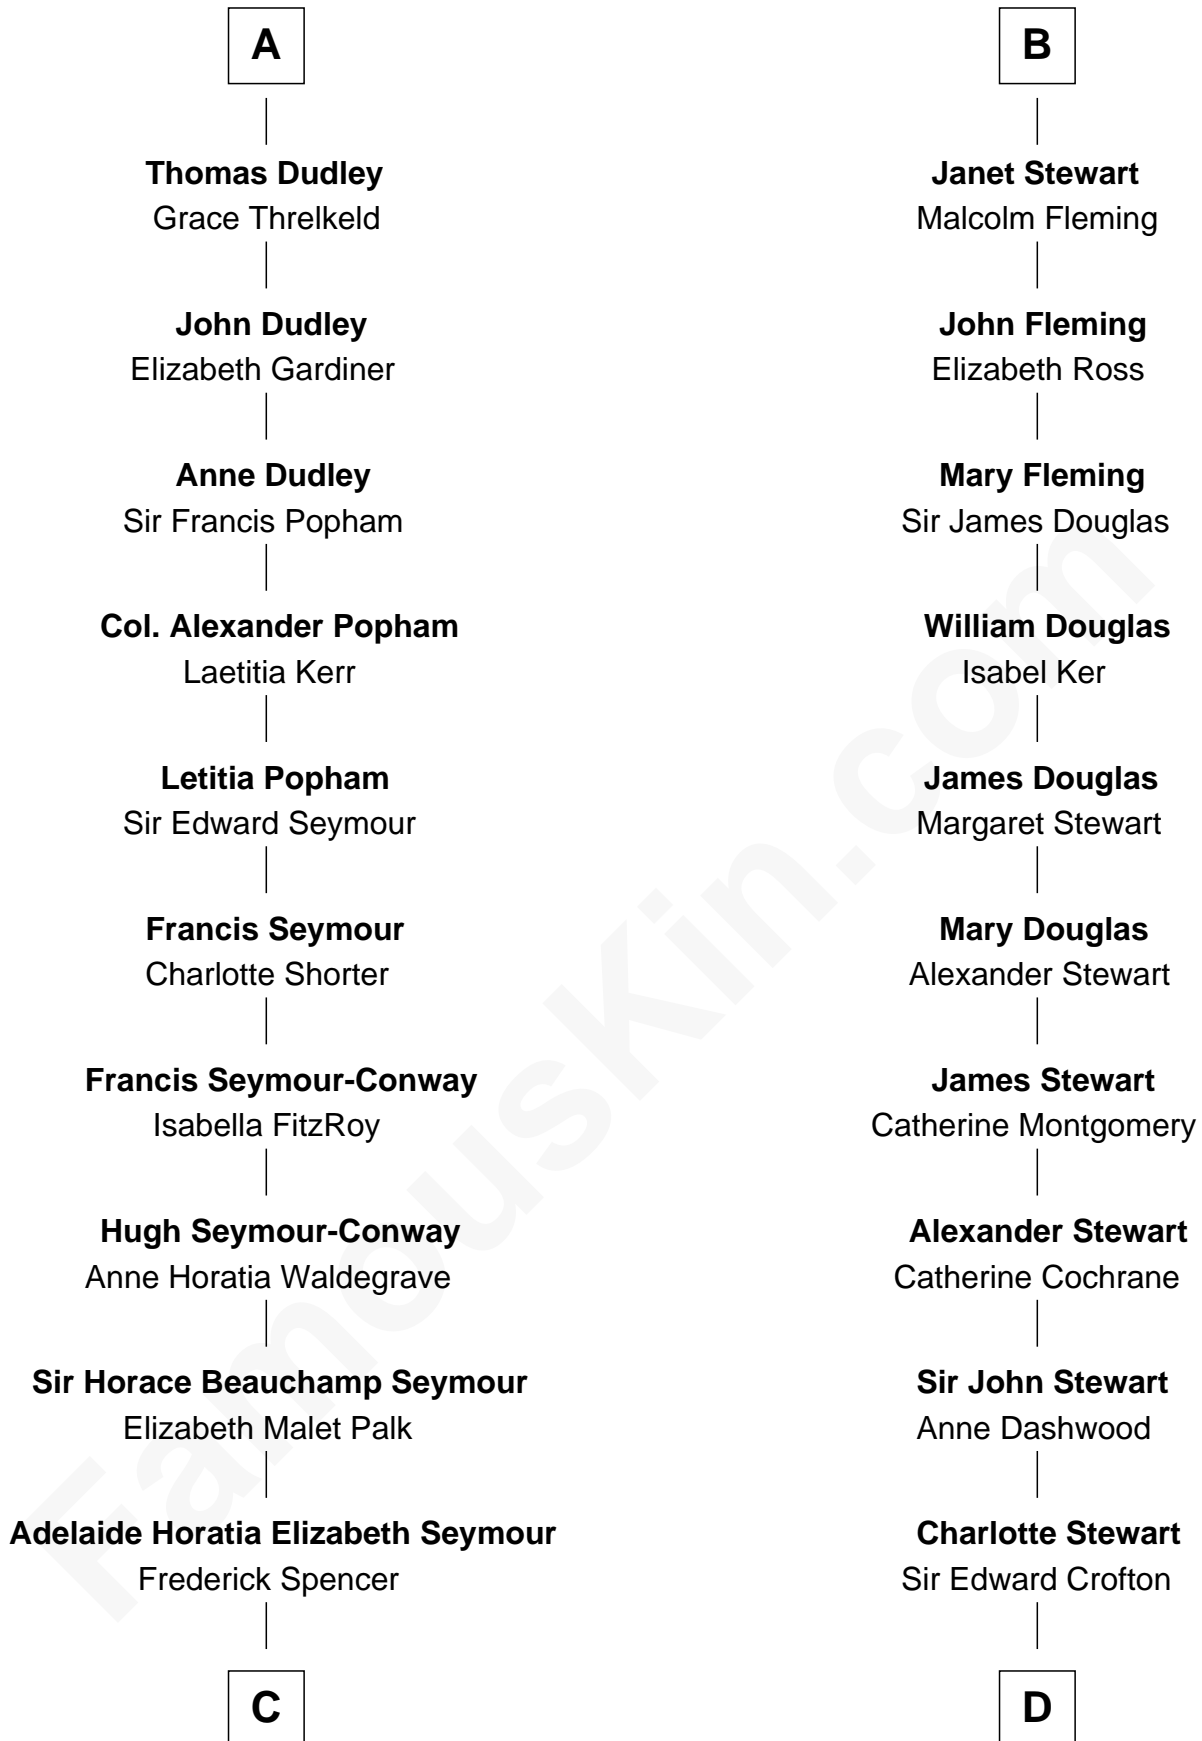 A
Thomas Dudley
Grace Threlkeld
John Dudley
Elizabeth Gardiner
Anne Dudley
Sir Francis Popham
Col. Alexander Popham
Laetitia Kerr
Letitia Popham
Sir Edward Seymour
Francis Seymour
Charlotte Shorter
Francis Seymour-Conway
Isabella FitzRoy
Hugh Seymour-Conway
Anne Horatia Waldegrave
Sir Horace Beauchamp Seymour
Elizabeth Malet Palk
Adelaide Horatia Elizabeth Seymour
Frederick Spencer
C
B
Janet Stewart
Malcolm Fleming
John Fleming
Elizabeth Ross
Mary Fleming
Sir James Douglas
William Douglas
Isabel Ker
James Douglas
Margaret Stewart
Mary Douglas
Alexander Stewart
James Stewart
Catherine Montgomery
Alexander Stewart
Catherine Cochrane
Sir John Stewart
Anne Dashwood
Charlotte Stewart
Sir Edward Crofton
D
FamousKin.com